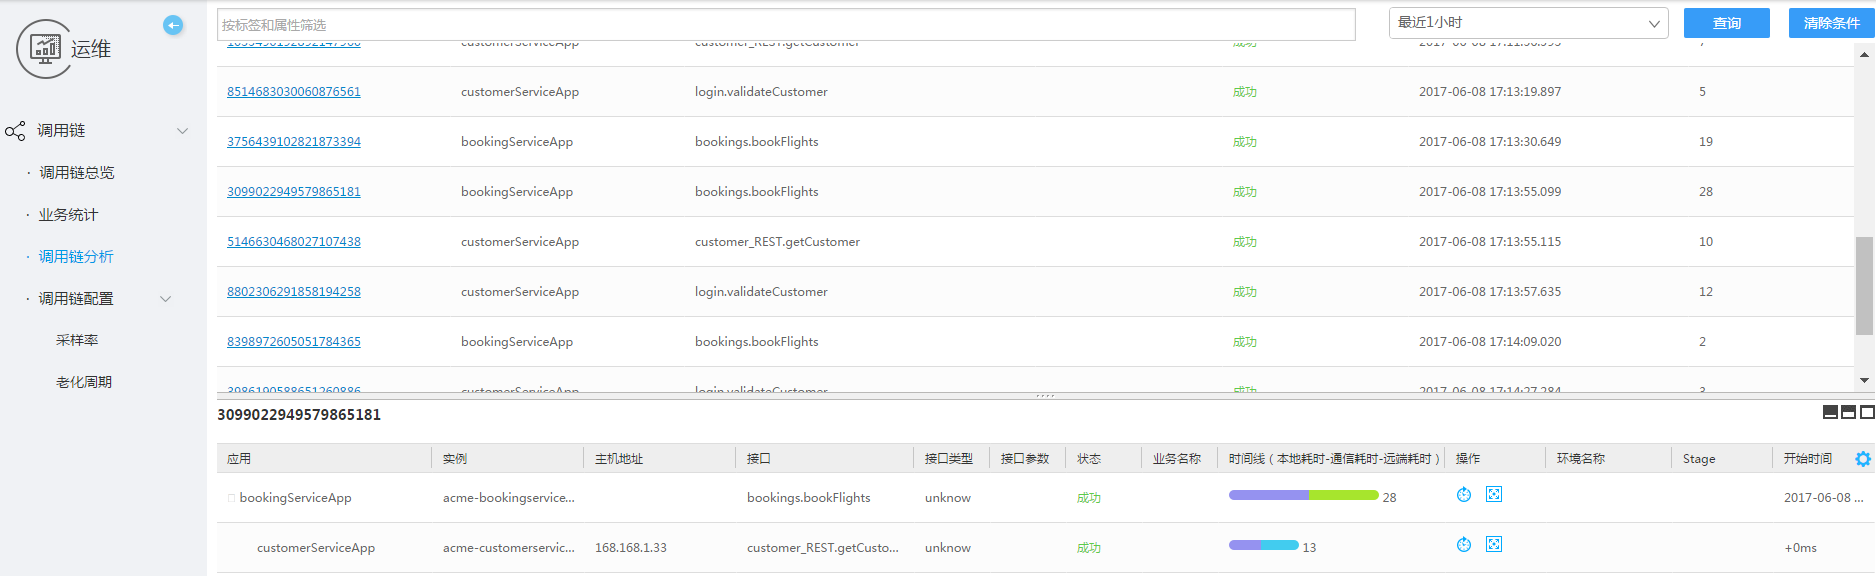 运维
调用链
· 调用链总览
· 业务统计
· 调用链分析
· 调用链配置
采样率
老化周期
按标签和属性筛选 最近1小时 查询 清除条件
8514683030060876561 customerServiceApp login.validateCustomer 成功 2017-06-08 17:13:19.897 5
3756439102821873394 bookingServiceApp bookings.bookFlights 成功 2017-06-08 17:13:30.649 19
3099022949579865181 bookingServiceApp bookings.bookFlights 成功 2017-06-08 17:13:55.099 28
5146630468027107438 customerServiceApp customer_REST.getCustomer 成功 2017-06-08 17:13:55.115 10
8802306291858194258 customerServiceApp login.validateCustomer 成功 2017-06-08 17:13:57.635 12
8398972605051784365 bookingServiceApp bookings.bookFlights 成功 2017-06-08 17:14:09.020 2
customerServiceApp login.validateCustomer 成功 2017-06-08 17:14:27.284 3
3099022949579865181
应用 实例 主机地址 接口 接口类型 接口参数 状态 业务名称 时间线（本地耗时-通信耗时-远端耗时） 操作 环境名称 Stage 开始时间
bookingServiceApp acme-bookingservice... bookings.bookFlights unknow 成功 28 2017-06-08 ...
customerServiceApp acme-customerservic... 168.168.1.33 customer_REST.getCusto... unknow 成功 13 +0ms